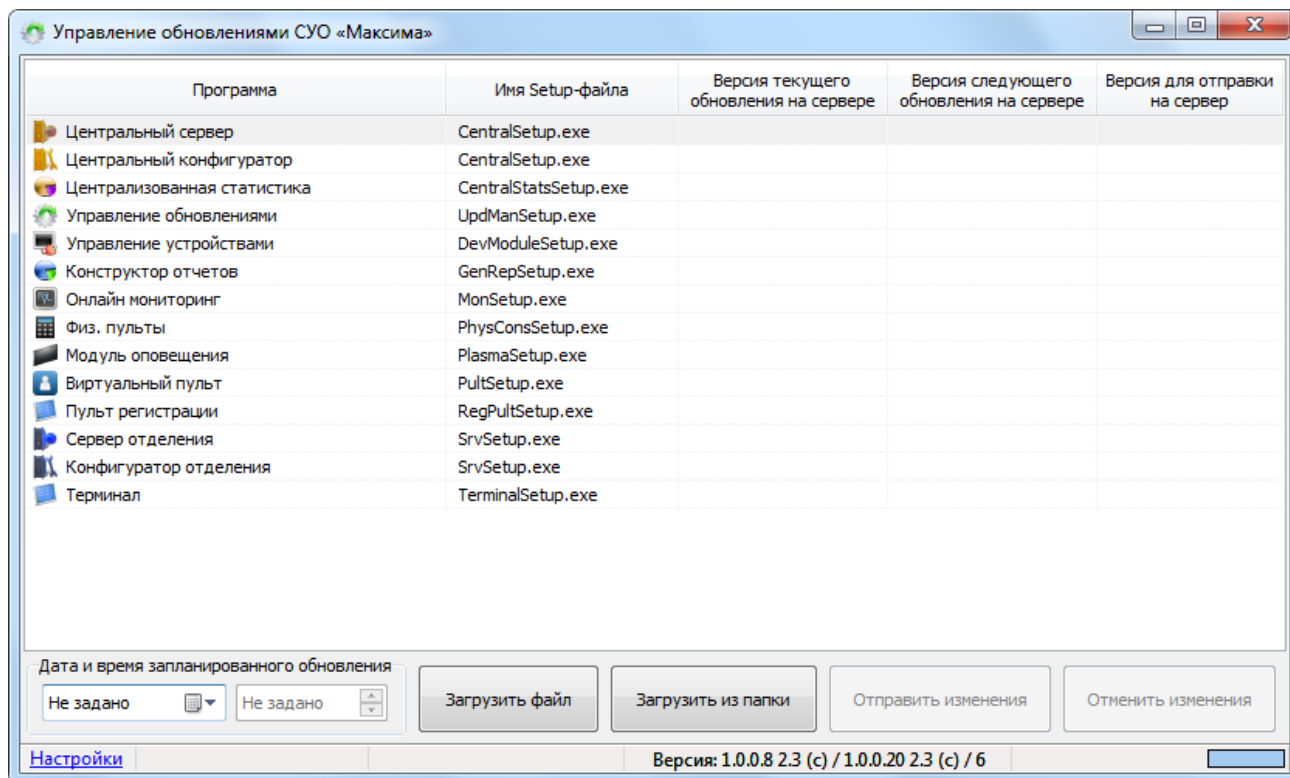 Управление обновлениями СУО «Максима»
Программа Имя Setup-файла Версия текущего обновления на сервере Версия следующего обновления на сервере Версия для отправки на сервер
Центральный сервер CentralSetup.exe
Центральный конфигуратор CentralSetup.exe
Централизованная статистика CentralStatsSetup.exe
Управление обновлениями UpdManSetup.exe
Управление устройствами DevModuleSetup.exe
Конструктор отчетов GenRepSetup.exe
Онлайн мониторинг MonSetup.exe
Физ. пульты PhysConsSetup.exe
Модуль оповещения PlasmaSetup.exe
Виртуальный пульт PultSetup.exe
Пульт регистрации RegPultSetup.exe
Сервер отделения SrvSetup.exe
Конфигуратор отделения SrvSetup.exe
Терминал TerminalSetup.exe
Дата и время запланированного обновления
Не задано Не задано Загрузить файл Загрузить из папки Отправить изменения Отменить изменения
Настройки Версия: 1.0.0.8 2.3 (c) / 1.0.0.20 2.3 (c) / 6